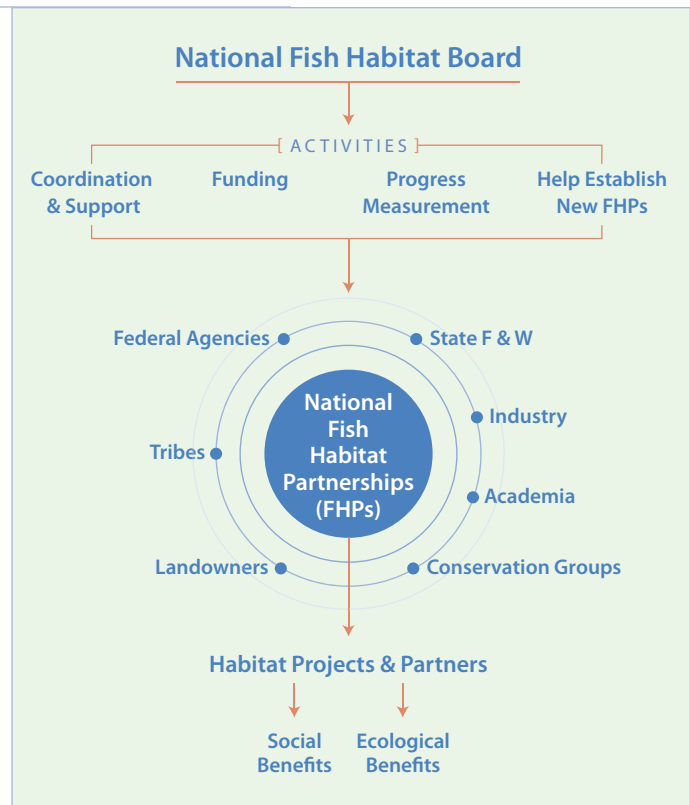 National Fish Habitat Board
[ ACTIVITIES ]
Coordination
& Support
Funding
Progress
Measurement
Help Establish
New FHPs
Federal Agencies
State F & W
Industry
Tribes
Academia
Landowners
Conservation Groups
National
Fish
Habitat
Partnerships
(FHPs)
Habitat Projects & Partners
Social
Benefits
Ecological
Benefits